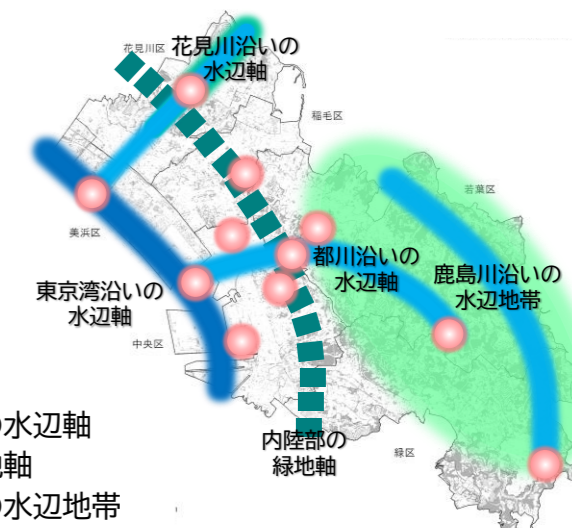 花見川区
花見川沿いの
水辺軸
稲毛区
若葉区
美浜区
都川沿いの
水辺軸
鹿島川沿いの
水辺地帯
東京湾沿いの
水辺軸
中央区
内陸部の
緑地軸
緑区
の水辺軸
地軸
の水辺地帯